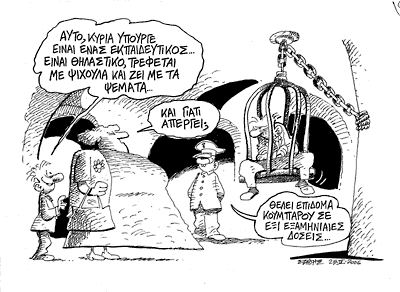 ΑΥΤΟ, ΚΥΡΙΑ ΥΠΟΥΡΓΕ
ΕΙΝΑΙ ΕΝΑΣ ΕΚΠΑΙΔΕΥΤΙΚΟΣ...
ΕΙΝΑΙ ΘΗΛΑΣΤΙΚΟ, ΤΡΕΦΕΤΑΙ
ΜΕ ΨΙΧΟΥΛΑ ΚΑΙ ΖΕΙ ΜΕ ΤΑ
ΨΕΜΑΤΑ...
ΚΑΙ ΓΙΑΤΙ
ΑΠΕΡΓΕΙ;
ΘΕΛΕΙ ΕΠΙΔΟΜΑ
ΚΟΥΜΠΑΡΟΥ ΣΕ
ΕΞΙ ΕΞΑΜΗΝΙΑΙΕΣ
ΔΟΣΕΙΣ...